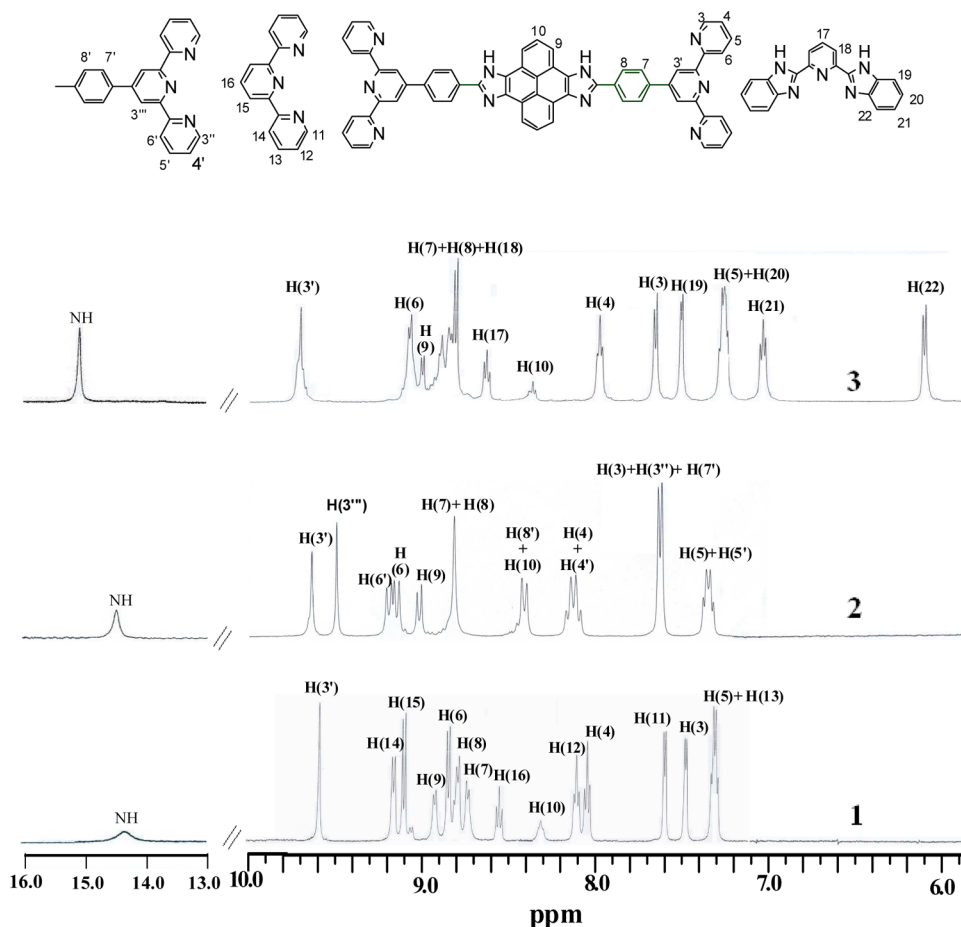 10 9
3 4
N N N N
8' 7' 16 HN NH 8 7 3' 5 17 18
N N N N N 6 N H N HN 19
3''' 15 N N N N 20
N N N N N N 22 21
6' 3'' 14 11
5' 4' 13 12
H(7)+H(8)+H(18)
H(3') H(6) H(3) H(19) H(5)+H(20) H(22)
NH H(4) H(21)
H(9) H(17)
H(10)
3
H(3)+H(3'')+ H(7')
H(3''') H(7)+ H(8) H(8') H(4)
H(3') H + + H(5)+ H(5')
H(6') (6) H(9) H(10) H(4')
NH 2
H(3') H(5)+ H(13)
H(15) H(6) H(11) H(3)
H(14) H(8) H(12) H(4)
H(9) H(7) H(16)
NH H(10) 1
16.0 15.0 14.0 13.0 10.0 9.0 8.0 7.0 6.0
ppm